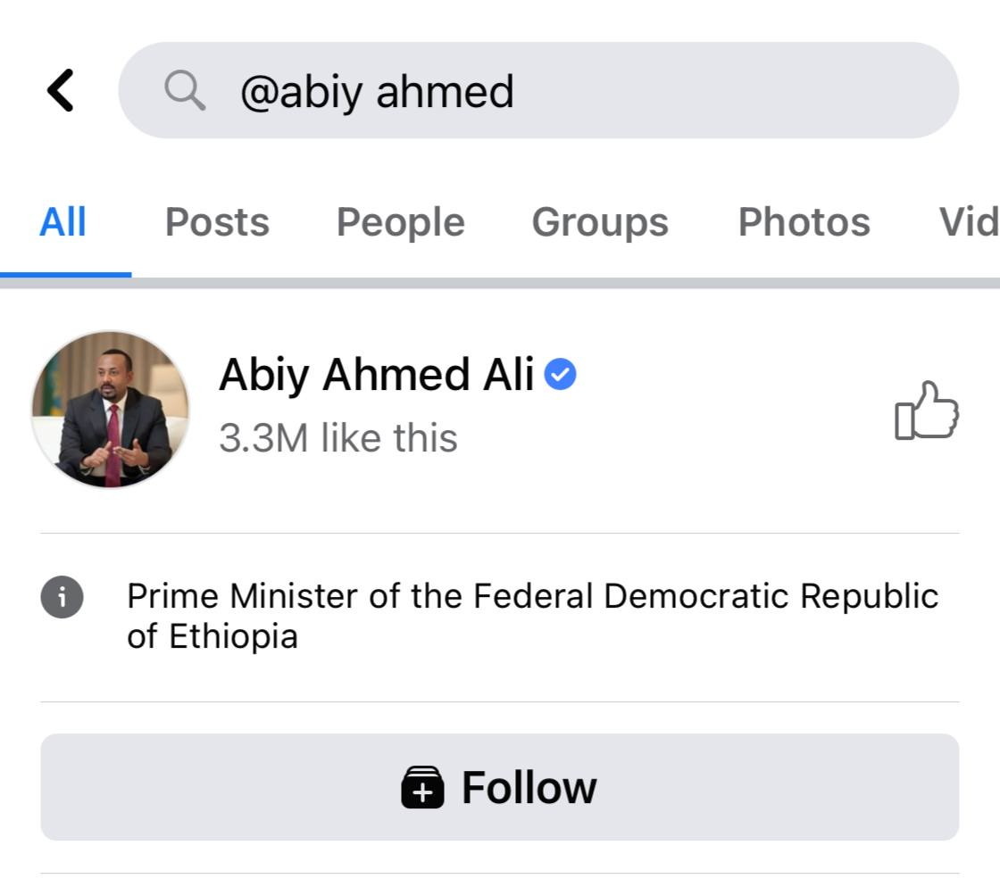 @abiy ahmed
All Posts People Groups Photos Vid
Abiy Ahmed Ali
3.3M like this
Prime Minister of the Federal Democratic Republic
of Ethiopia
Follow